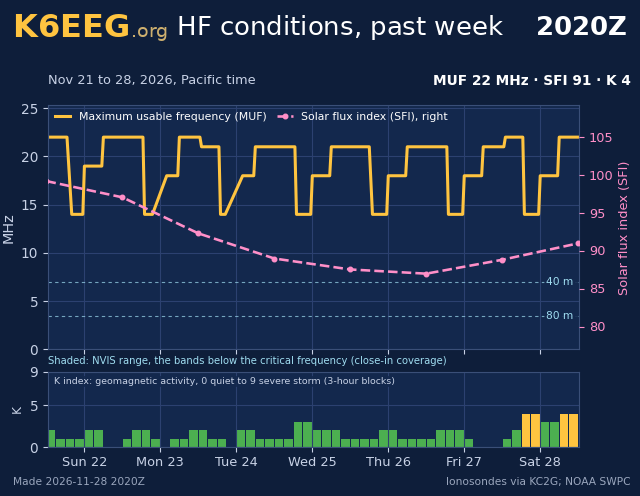 K6EEG.org HF conditions, past week 2020Z
Nov 21 to 28, 2026, Pacific time MUF 22 MHz · SFI 91 · K 4
Maximum usable frequency (MUF) Solar flux index (SFI), right
25
20
15
10
5
0
MHz
105
100
95
90
85
80
Solar flux index (SFI)
40 m
80 m
Shaded: NVIS range, the bands below the critical frequency (close-in coverage)
K index: geomagnetic activity, 0 quiet to 9 severe storm (3-hour blocks)
9
5
0
K
Sun 22 Mon 23 Tue 24 Wed 25 Thu 26 Fri 27 Sat 28
Made 2026-11-28 2020Z Ionosondes via KC2G; NOAA SWPC